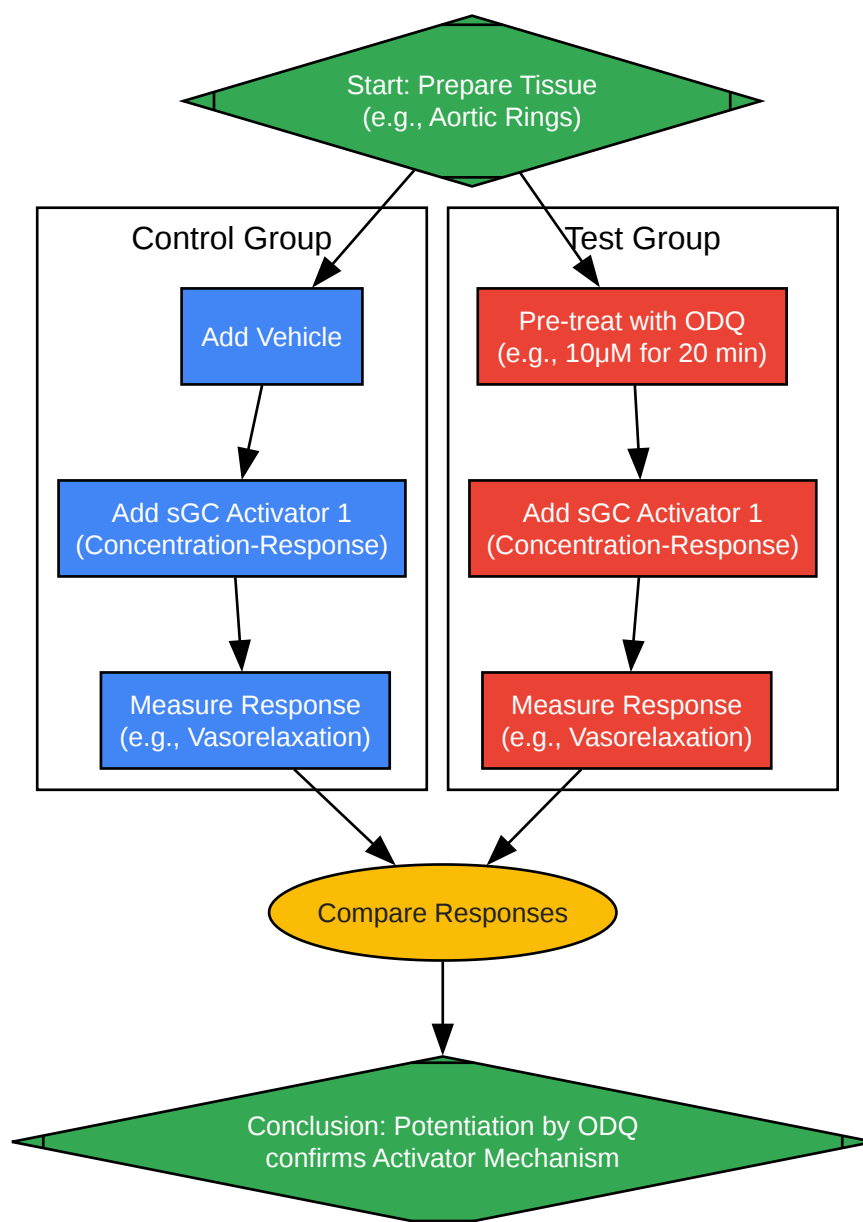 Start: Prepare Tissue
(e.g., Aortic Rings)
Control Group
Add Vehicle
Add sGC Activator 1
(Concentration-Response)
Measure Response
(e.g., Vasorelaxation)
Test Group
Pre-treat with ODQ
(e.g., 10μM for 20 min)
Add sGC Activator 1
(Concentration-Response)
Measure Response
(e.g., Vasorelaxation)
Compare Responses
Conclusion: Potentiation by ODQ
confirms Activator Mechanism